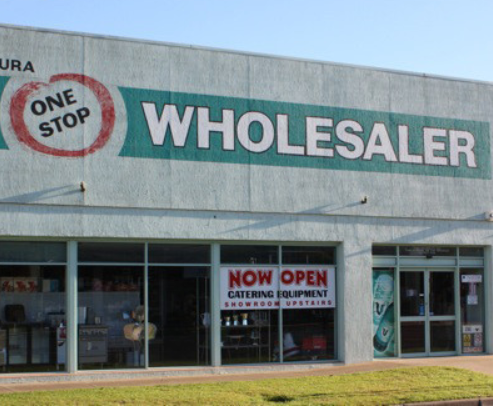 URA
ONE
STOP
WHOLESALER
NOW OPEN
CATERING EQUIPMENT
SHOWROOM UPSTAIRS